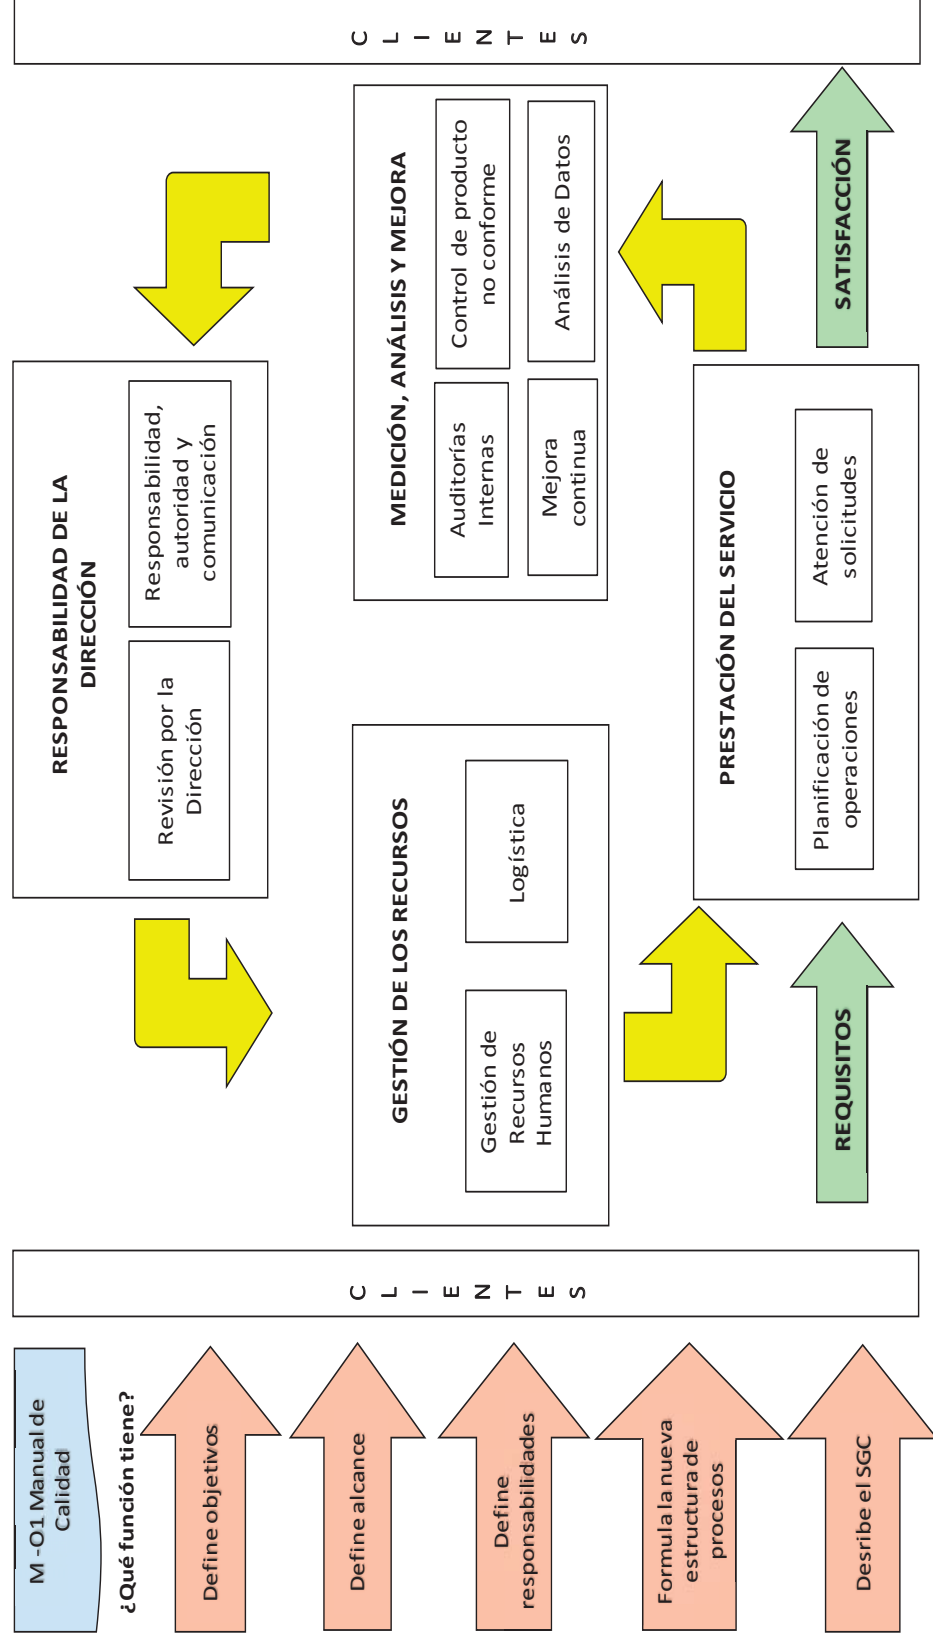 M -O1 Manual de
Calidad
¿Qué función tiene?
Define objetivos
Define alcance
Define
responsabilidades
Formula la nueva
estructura de
procesos
Desribe el SGC
C L I E N T E S
RESPONSABILIDAD DE LA
DIRECCIÓN
Revisión por la
Dirección
Responsabilidad,
autoridad y
comunicación
GESTIÓN DE LOS RECURSOS
Gestión de
Recursos
Humanos
Logística
MEDICIÓN, ANÁLISIS Y MEJORA
Auditorías
Internas
Control de producto
no conforme
Mejora
continua
Análisis de Datos
PRESTACIÓN DEL SERVICIO
Planificación de
operaciones
Atención de
solicitudes
REQUISITOS
SATISFACCIÓN
C L I E N T E S